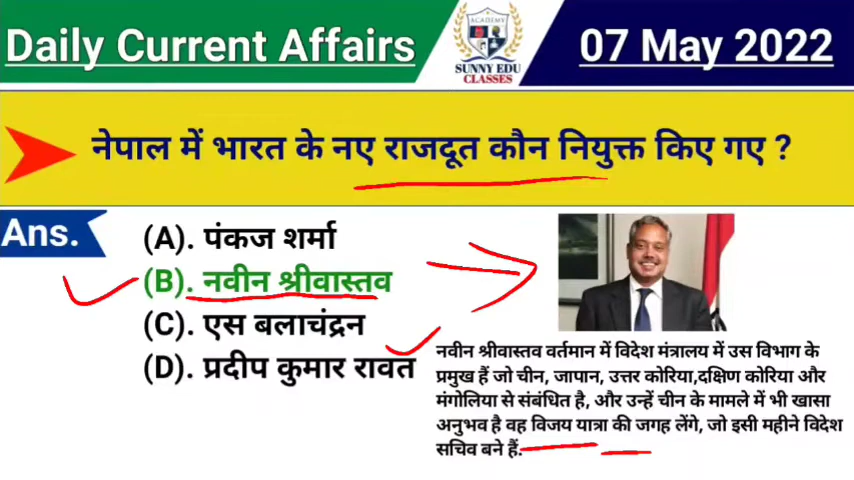 Daily Current Affairs
ACADEMY
SUNNY EDU
CLASSES
07 May 2022
नेपाल में भारत के नए राजदूत कौन नियुक्त किए गए ?
Ans.
(A). पंकज शर्मा
(B). नवीन श्रीवास्तव
(C). एस बलाचंद्रन
(D). प्रदीप कुमार रावत
नवीन श्रीवास्तव वर्तमान में विदेश मंत्रालय में उस विभाग के
प्रमुख हैं जो चीन, जापान, उत्तर कोरिया,दक्षिण कोरिया और
मंगोलिया से संबंधित है, और उन्हें चीन के मामले में भी खासा
अनुभव है वह विजय यात्रा की जगह लेंगे, जो इसी महीने विदेश
सचिव बने हैं.